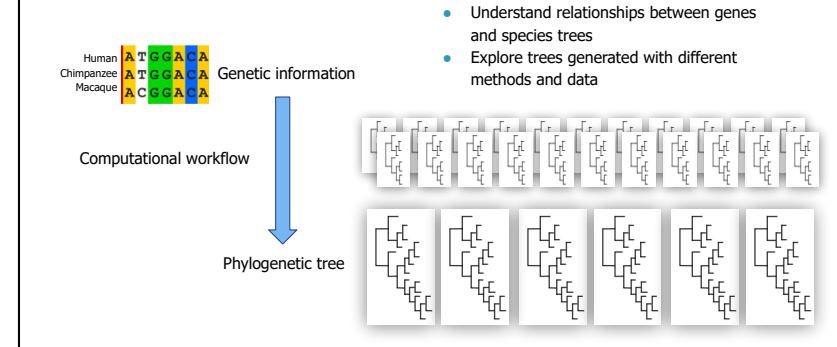 ● Understand relationships between genes
and species trees
● Explore trees generated with different
methods and data
Human ATGGACA
Chimpanzee ATGGACA
Macaque ACGGACA
Genetic information
Computational workflow
Phylogenetic tree